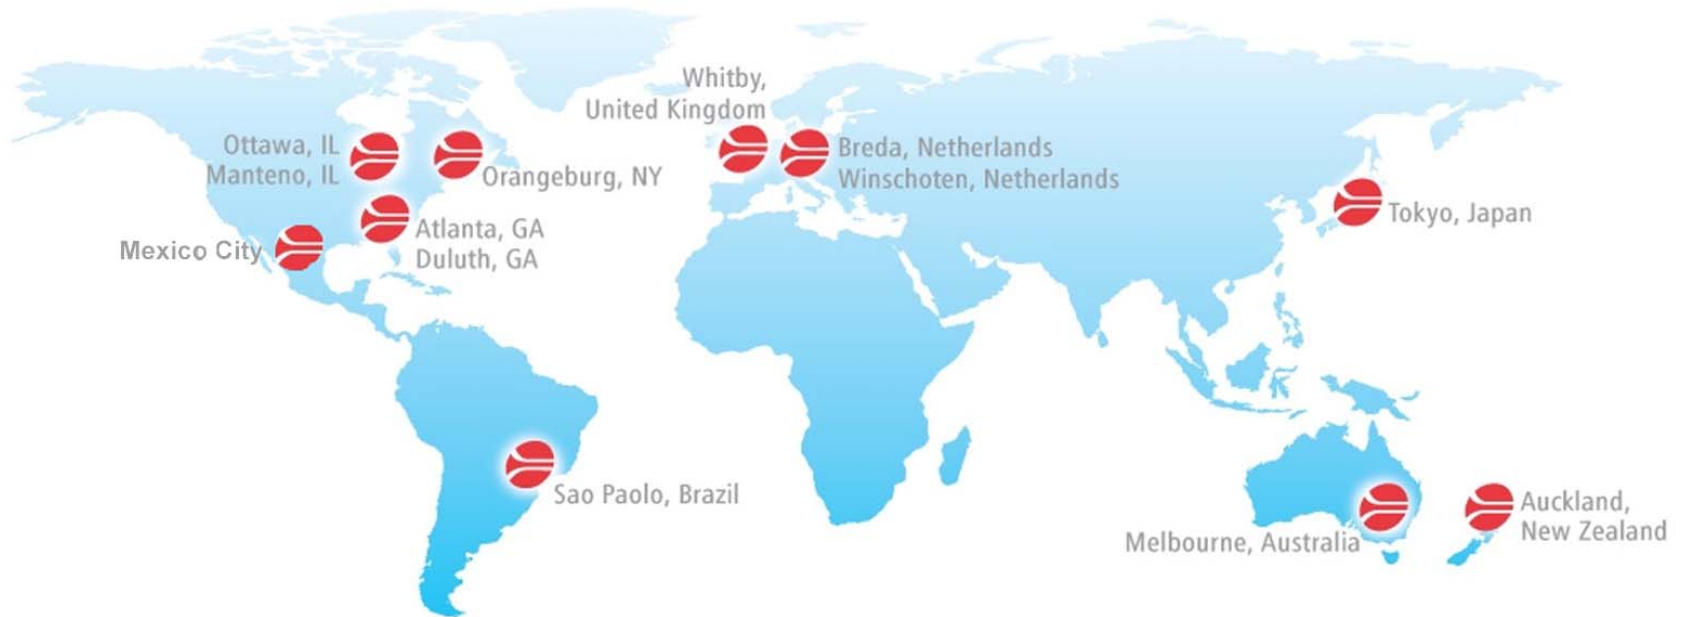 Whitby,
United Kingdom
Ottawa, IL
Manteno, IL
Orangeburg, NY
Breda, Netherlands
Winschoten, Netherlands
Tokyo, Japan
Atlanta, GA
Duluth, GA
Mexico City
Sao Paolo, Brazil
Melbourne, Australia
Auckland,
New Zealand